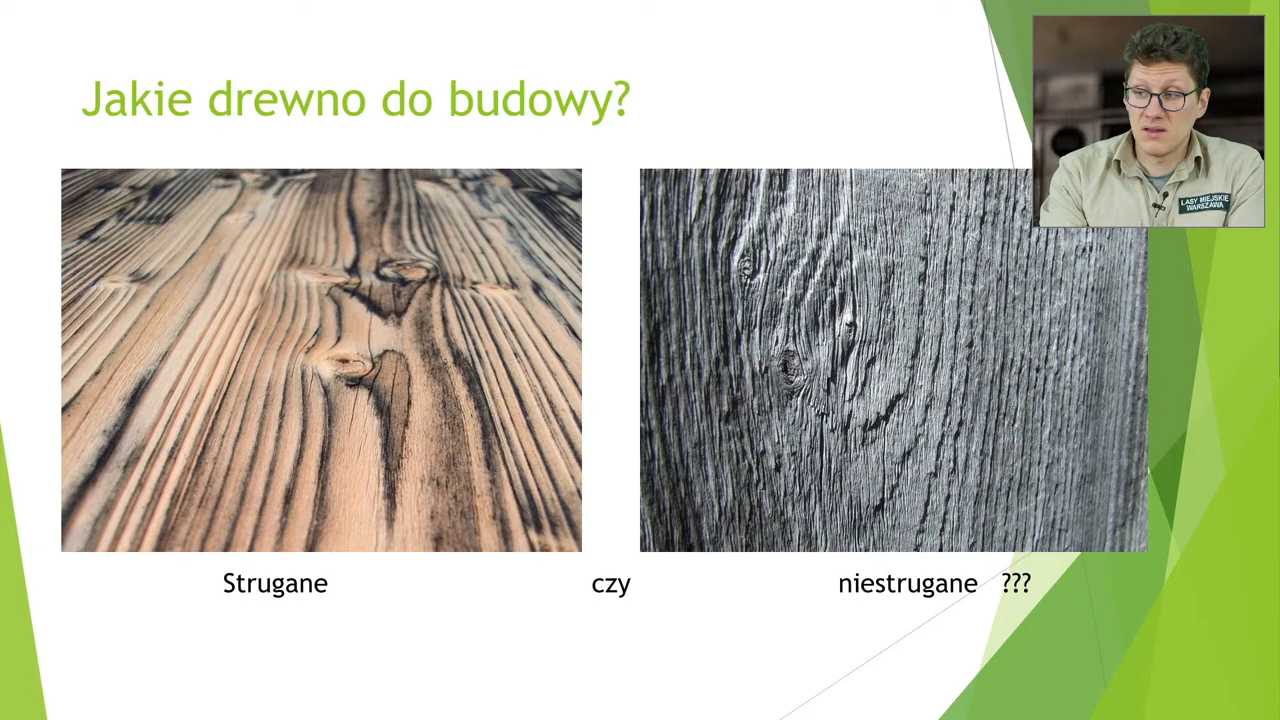 Jakie drewno do budowy?
LASY MIEJSKIE
WARSZAWA
Strugane czy niestrugane ???